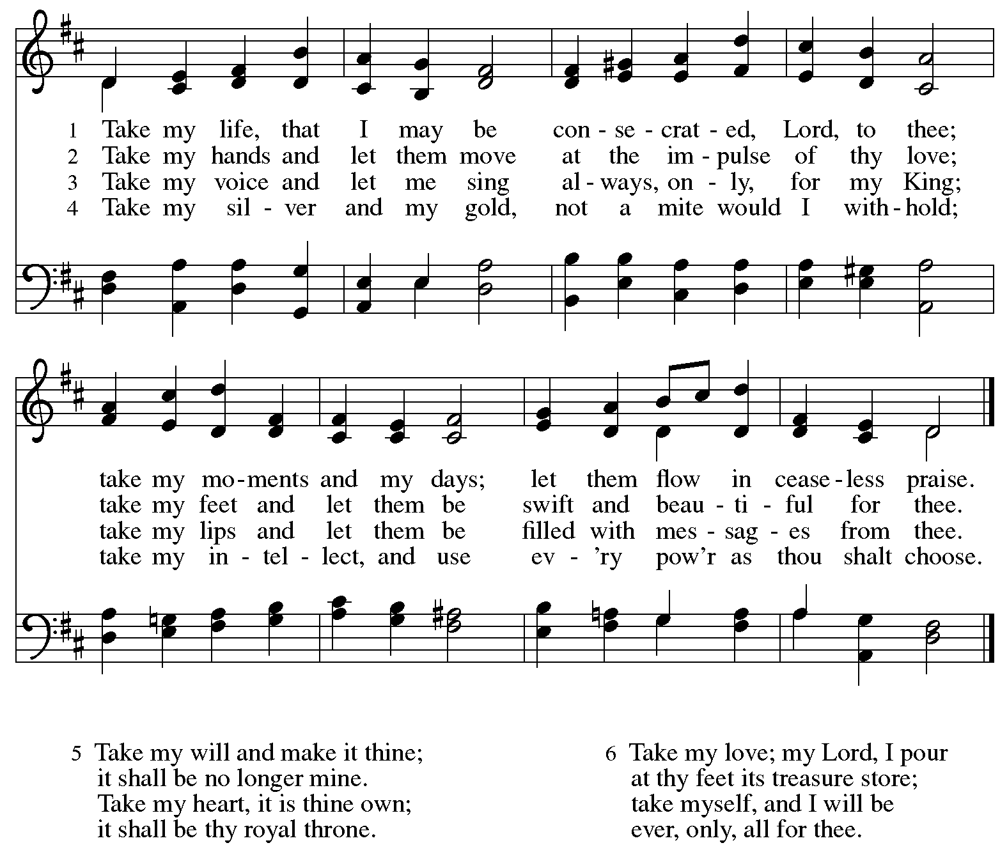 1 Take my life, that I may be con - se - crat - ed, Lord, to thee;
2 Take my hands and let them move at the im - pulse of thy love;
3 Take my voice and let me sing al - ways, on - ly, for my King;
4 Take my sil - ver and my gold, not a mite would I with - hold;
take my mo - ments and my days; let them flow in cease - less praise.
take my feet and let them be swift and beau - ti - ful for thee.
take my lips and let them be filled with mes - sag - es from thee.
take my in - tel - lect, and use ev - 'ry pow'r as thou shalt choose.
5 Take my will and make it thine;
it shall be no longer mine.
Take my heart, it is thine own;
it shall be thy royal throne.
6 Take my love; my Lord, I pour
at thy feet its treasure store;
take myself, and I will be
ever, only, all for thee.